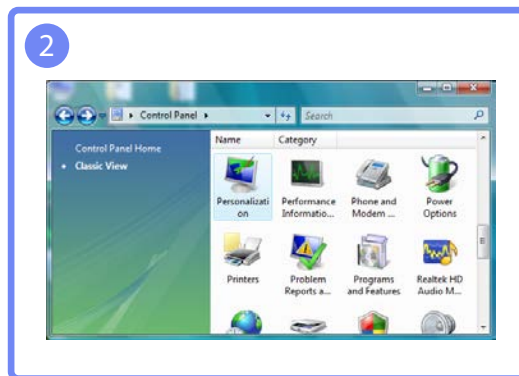 2
Control Panel
Search
Control Panel Home
Classic View
Name Category
Personalizati
on
Performance
Informatio...
Phone and
Modem ...
Power
Options
Printers
Problem
Reports a...
Programs
and Features
Realtek HD
Audio M...